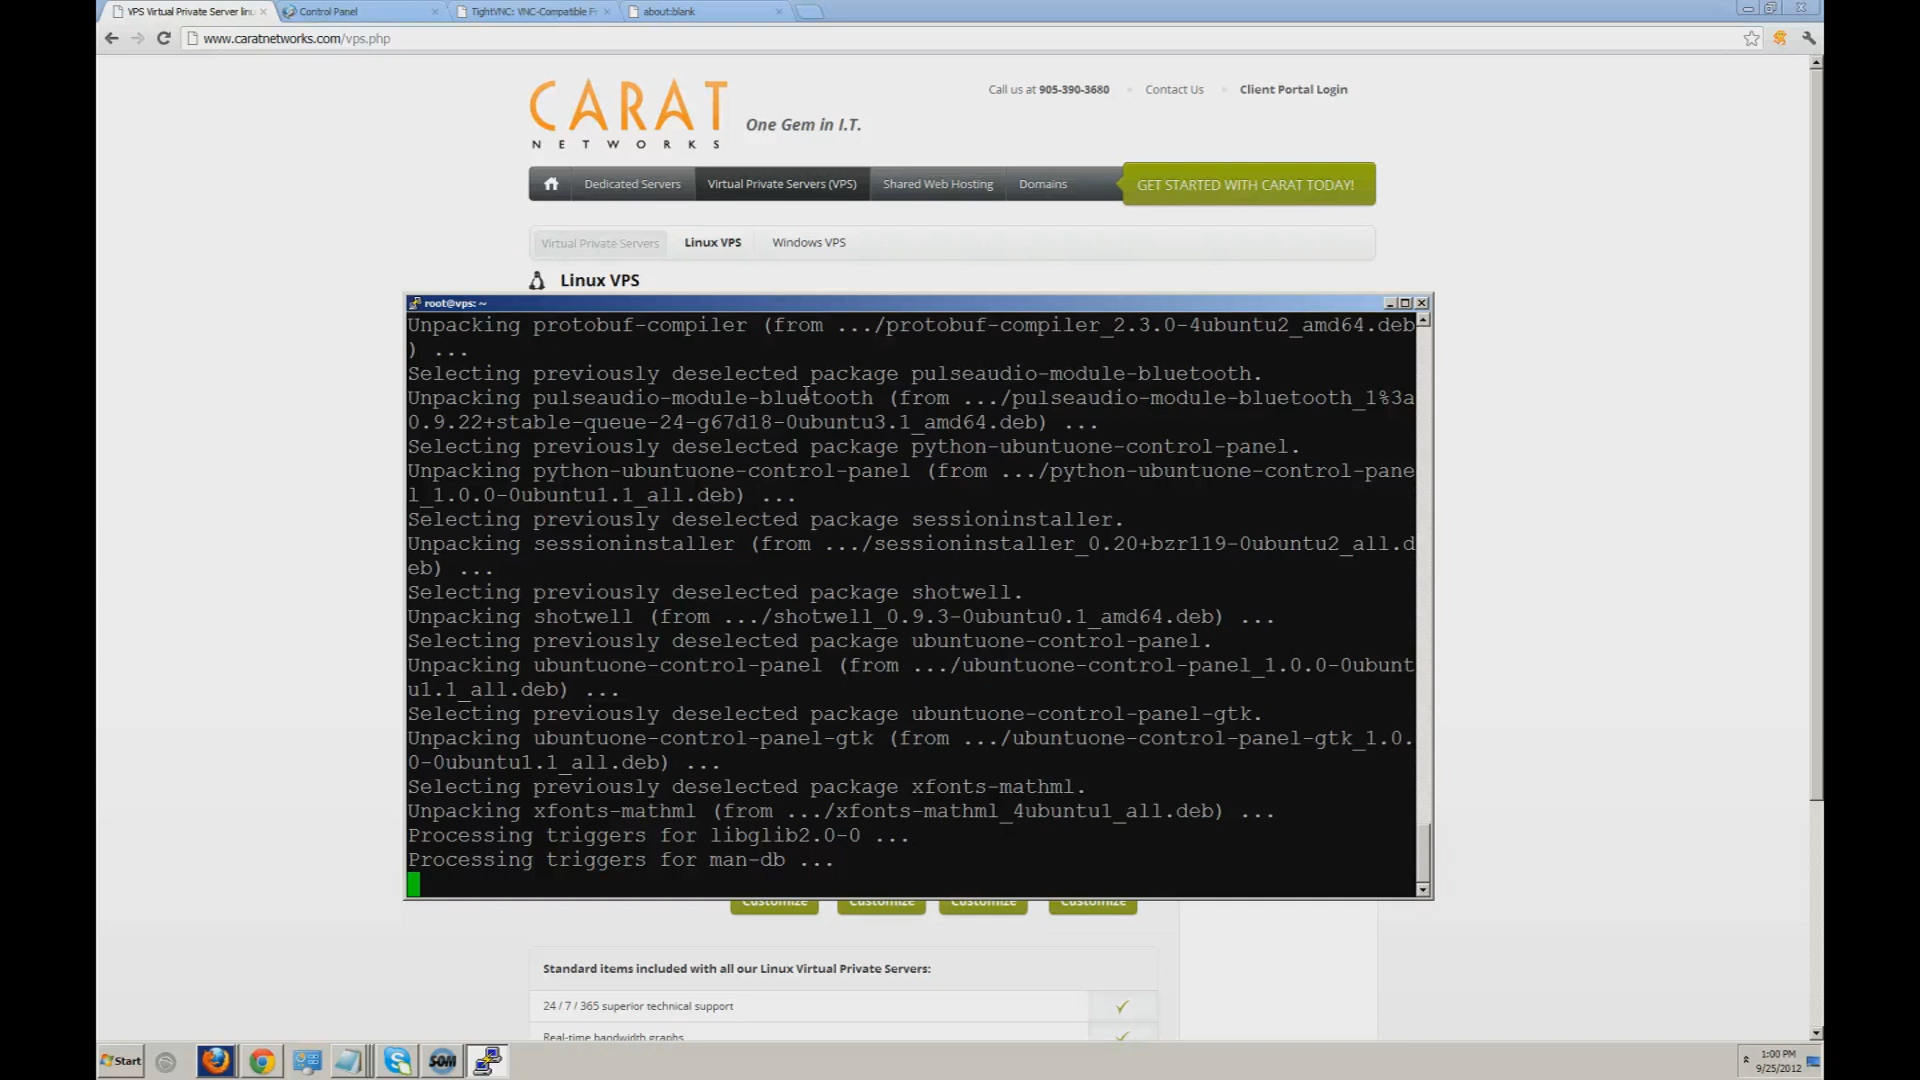 VPS Virtual Private Server linu
Control Panel
TightVNC: VNC-Compatible Fr
about:blank
www.caratnetworks.com/vps.php
CARAT
NETWORKS
One Gem in I.T.
Call us at 905-390-3680
Contact Us
Client Portal Login
Dedicated Servers
Virtual Private Servers (VPS)
Shared Web Hosting
Domains
GET STARTED WITH CARAT TODAY!
Virtual Private Servers
Linux VPS
Windows VPS
Linux VPS
root@vps: ~
Unpacking protobuf-compiler (from .../protobuf-compiler_2.3.0-4ubuntu2_amd64.deb
) ...
Selecting previously deselected package pulseaudio-module-bluetooth.
Unpacking pulseaudio-module-bluetooth (from .../pulseaudio-module-bluetooth_1%3a
0.9.22+stable-queue-24-g67d18-0ubuntu3.1_amd64.deb) ...
Selecting previously deselected package python-ubuntuone-control-panel.
Unpacking python-ubuntuone-control-panel (from .../python-ubuntuone-control-pane
l_1.0.0-0ubuntu1.1_all.deb) ...
Selecting previously deselected package sessioninstaller.
Unpacking sessioninstaller (from .../sessioninstaller_0.20+bzr119-0ubuntu2_all.d
eb) ...
Selecting previously deselected package shotwell.
Unpacking shotwell (from .../shotwell_0.9.3-0ubuntu0.1_amd64.deb) ...
Selecting previously deselected package ubuntuone-control-panel.
Unpacking ubuntuone-control-panel (from .../ubuntuone-control-panel_1.0.0-0ubunt
u1.1_all.deb) ...
Selecting previously deselected package ubuntuone-control-panel-gtk.
Unpacking ubuntuone-control-panel-gtk (from .../ubuntuone-control-panel-gtk_1.0.
0-0ubuntu1.1_all.deb) ...
Selecting previously deselected package xfonts-mathml.
Unpacking xfonts-mathml (from .../xfonts-mathml_4ubuntu1_all.deb) ...
Processing triggers for libglib2.0-0 ...
Processing triggers for man-db ...
Customize
Customize
Customize
Customize
Standard items included with all our Linux Virtual Private Servers:
24 / 7 / 365 superior technical support
Real-time bandwidth graphs
Start
SOM
1:00 PM
9/25/2012